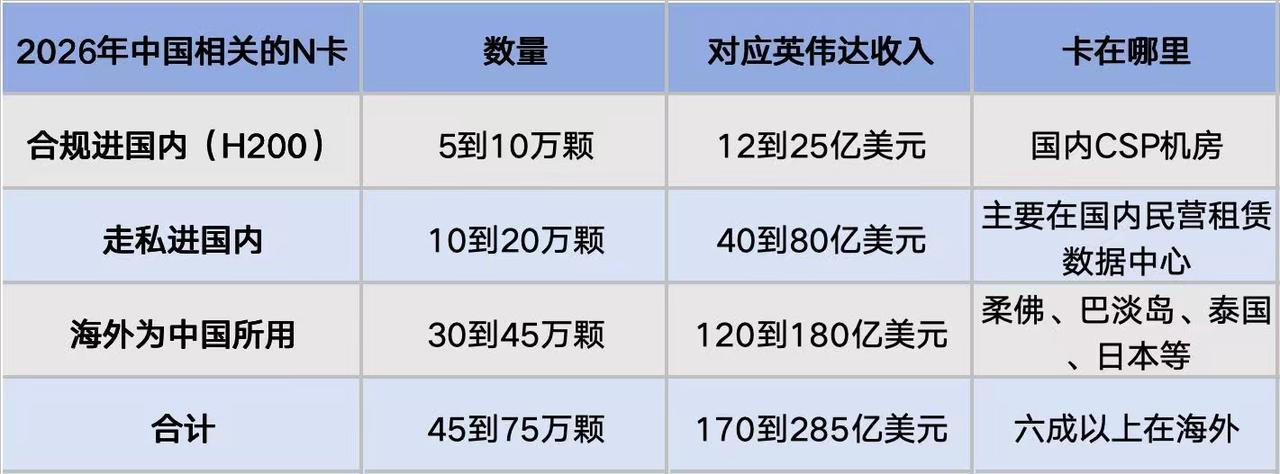 2026年中国相关的N卡
数量
对应英伟达收入
卡在哪里
合规进国内（H200）
5到10万颗
12到25亿美元
国内CSP机房
走私进国内
10到20万颗
40到80亿美元
主要在国内民营租赁
数据中心
海外为中国所用
30到45万颗
120到180亿美元
柔佛、巴淡岛、泰国
、日本等
合计
45到75万颗
170到285亿美元
六成以上在海外